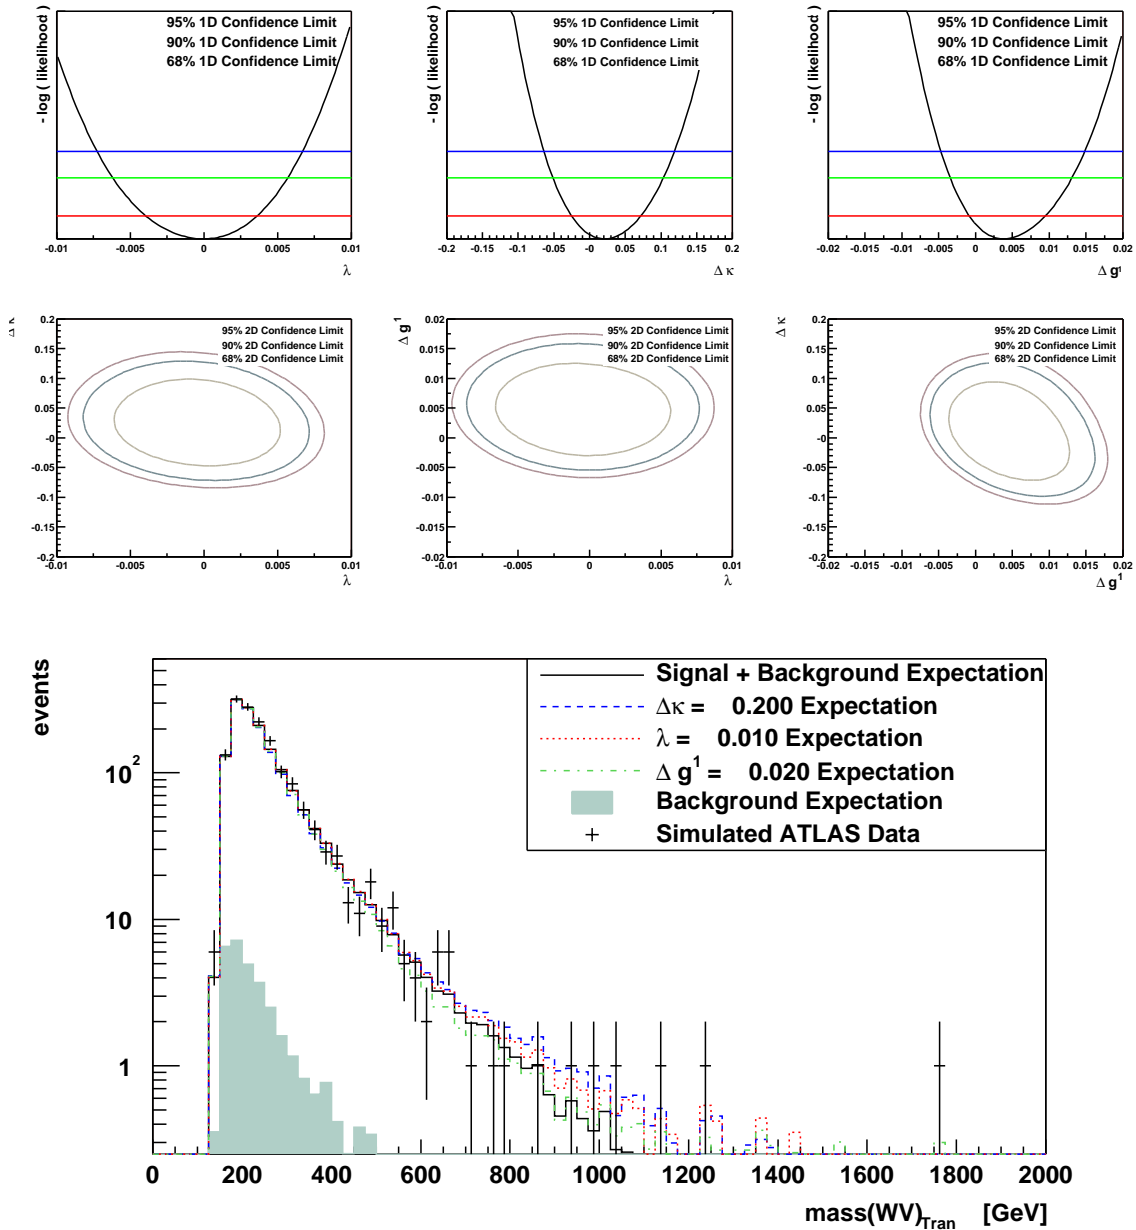 - log ( likelihood )
95% 1D Confidence Limit
90% 1D Confidence Limit
68% 1D Confidence Limit
-0.01 -0.005 0 0.005 0.01
λ
- log ( likelihood )
95% 1D Confidence Limit
90% 1D Confidence Limit
68% 1D Confidence Limit
-0.2 -0.15 -0.1 -0.05 0 0.05 0.1 0.15 0.2
Δ κ
- log ( likelihood )
95% 1D Confidence Limit
90% 1D Confidence Limit
68% 1D Confidence Limit
-0.02 -0.015 -0.01 -0.005 0 0.005 0.01 0.015 0.02
Δ g¹
Δ κ
95% 2D Confidence Limit
90% 2D Confidence Limit
68% 2D Confidence Limit
0.2
0.15
0.1
0.05
0
-0.05
-0.1
-0.15
-0.2
-0.01 -0.005 0 0.005 0.01
λ
Δ g¹
95% 2D Confidence Limit
90% 2D Confidence Limit
68% 2D Confidence Limit
0.02
0.015
0.01
0.005
0
-0.005
-0.01
-0.015
-0.02
-0.01 -0.005 0 0.005 0.01
λ
Δ κ
95% 2D Confidence Limit
90% 2D Confidence Limit
68% 2D Confidence Limit
0.2
0.15
0.1
0.05
0
-0.05
-0.1
-0.15
-0.2
-0.02 -0.015 -0.01 -0.005 0 0.005 0.01 0.015 0.02
Δ g¹
events
Signal + Background Expectation
Δκ = 0.200 Expectation
λ = 0.010 Expectation
Δ g¹ = 0.020 Expectation
Background Expectation
Simulated ATLAS Data
10²
10
1
0 200 400 600 800 1000 1200 1400 1600 1800 2000
mass(WV)Tran [GeV]